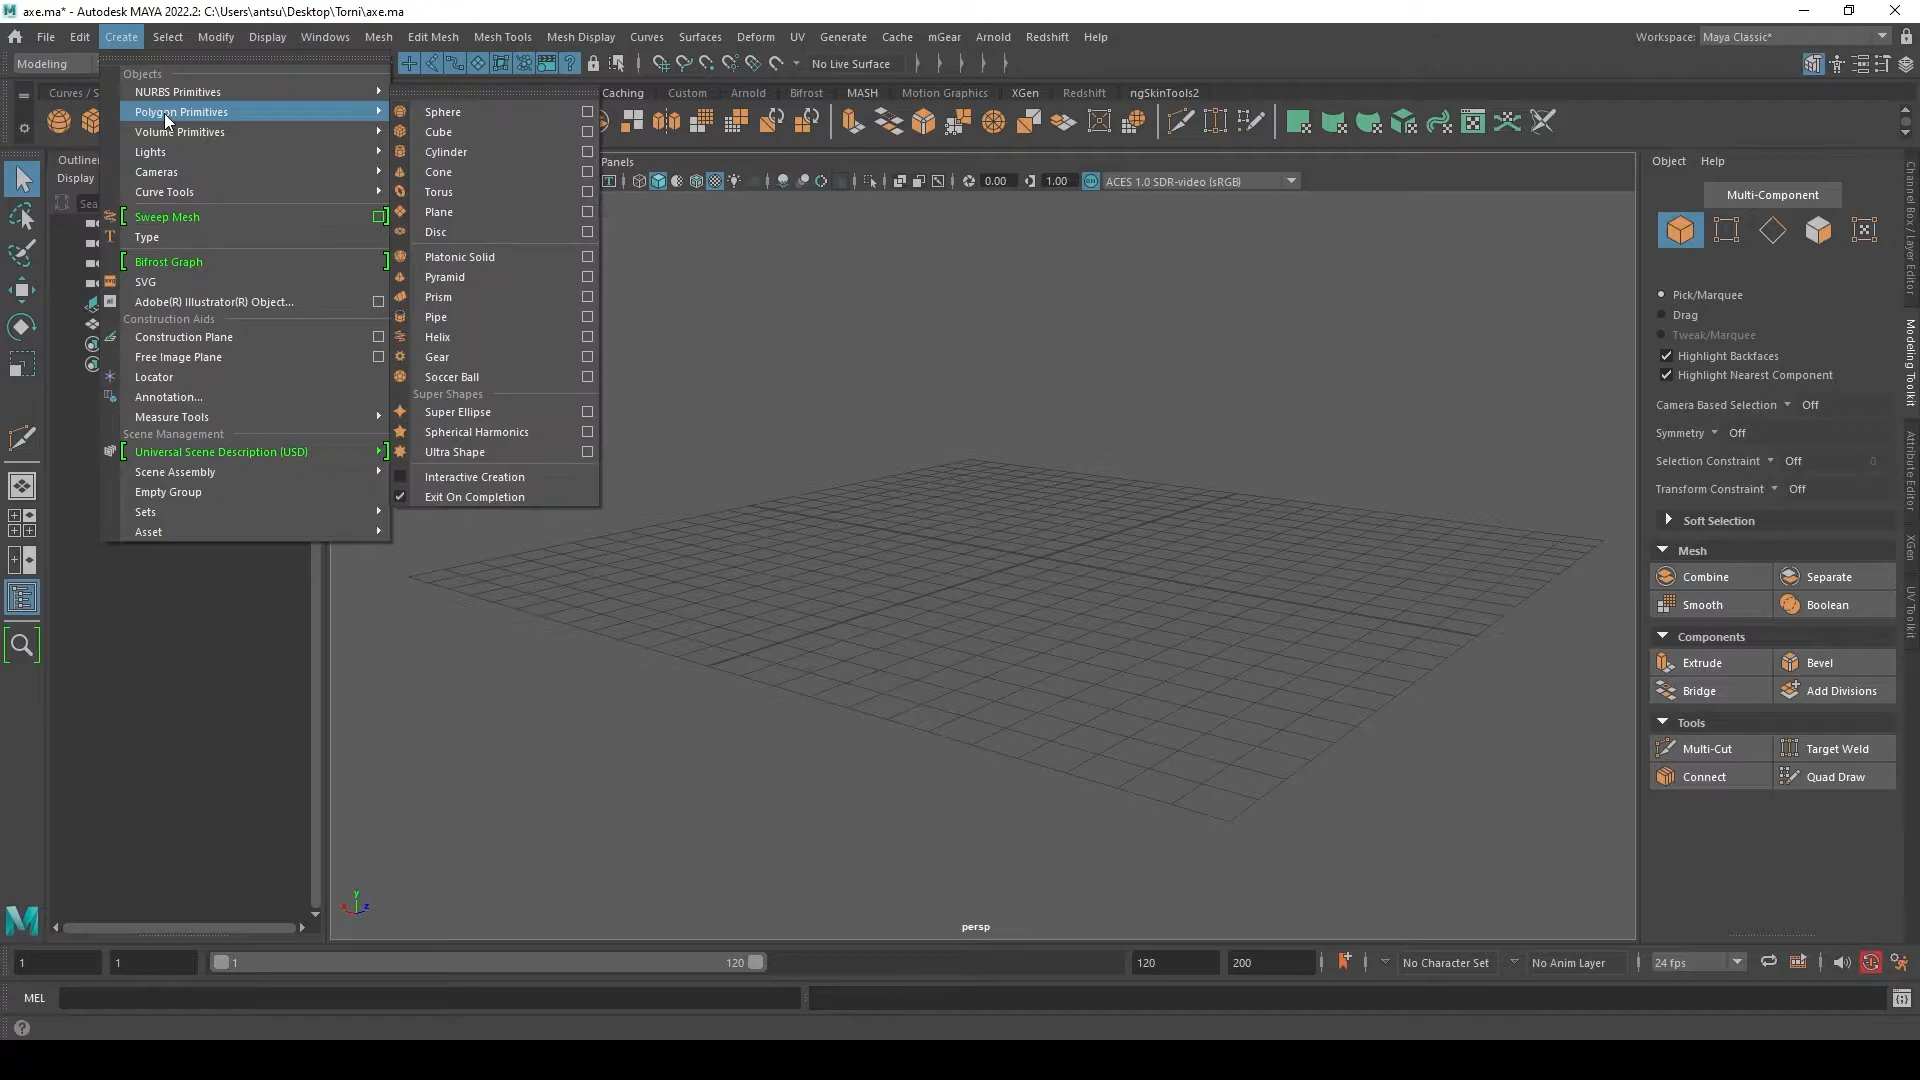 axe.ma* - Autodesk MAYA 2022.2: C:\Users\antsu\Desktop\Torni\axe.ma
File Edit Create Select Modify Display Windows Mesh Edit Mesh Mesh Tools Mesh Display Curves Surfaces Deform UV Generate Cache mGear Arnold Redshift Help
Workspace: Maya Classic*
Modeling
No Live Surface
Curves / S
Caching Custom Arnold Bifrost MASH Motion Graphics XGen Redshift ngSkinTools2
Outliner
Display
Sea
Objects
NURBS Primitives
Polygon Primitives
Volume Primitives
Lights
Cameras
Curve Tools
Sweep Mesh
Type
Bifrost Graph
SVG
Adobe(R) Illustrator(R) Object...
Construction Aids
Construction Plane
Free Image Plane
Locator
Annotation...
Measure Tools
Scene Management
Universal Scene Description (USD)
Scene Assembly
Empty Group
Sets
Asset
Sphere
Cube
Cylinder
Cone
Torus
Plane
Disc
Platonic Solid
Pyramid
Prism
Pipe
Helix
Gear
Soccer Ball
Super Shapes
Super Ellipse
Spherical Harmonics
Ultra Shape
Interactive Creation
Exit On Completion
Panels
0.00 1.00 ACES 1.0 SDR-video (sRGB)
persp
y
x z
Object Help
Multi-Component
Pick/Marquee
Drag
Tweak/Marquee
Highlight Backfaces
Highlight Nearest Component
Camera Based Selection Off
Symmetry Off
Selection Constraint Off 0
Transform Constraint Off
Soft Selection
Mesh
Combine Separate
Smooth Boolean
Components
Extrude Bevel
Bridge Add Divisions
Tools
Multi-Cut Target Weld
Connect Quad Draw
Channel Box / Layer Editor
Modeling Toolkit
Attribute Editor
XGen
UV Toolkit
1 1 1 120 120 200 No Character Set No Anim Layer 24 fps
MEL